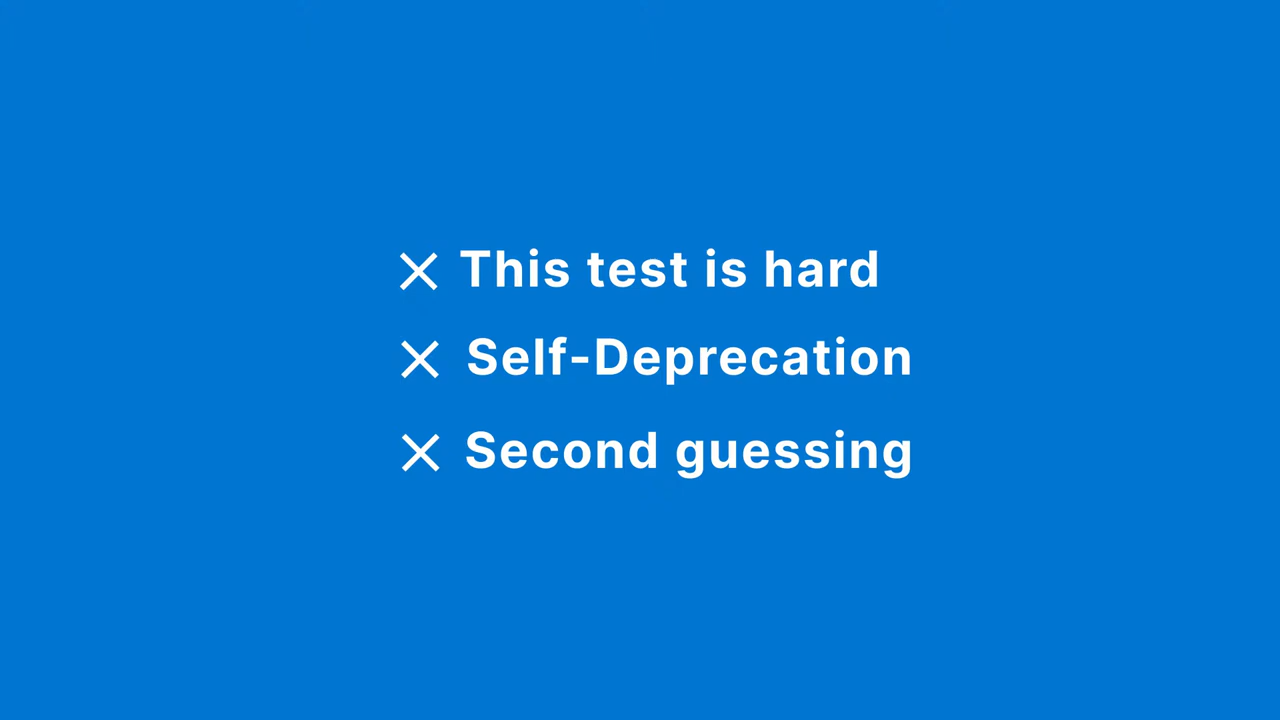 × This test is hard
× Self-Deprecation
× Second guessing